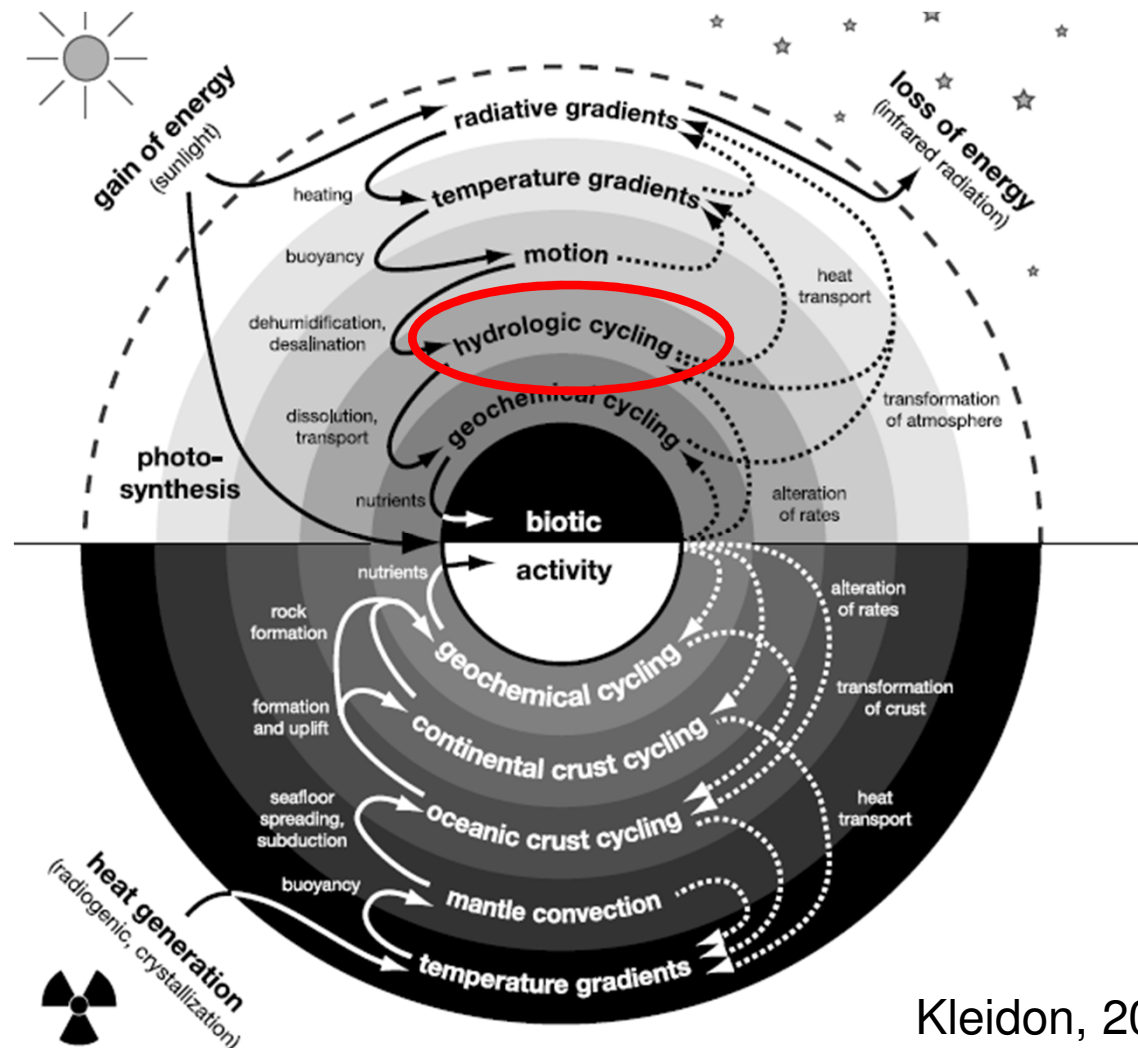 gain of energy
(sunlight)
loss of energy
(infrared radiation)
radiative gradients
heating
temperature gradients
buoyancy
motion
heat
transport
dehumidification,
desalination
hydrologic cycling
dissolution,
transport
geochemical cycling
transformation
of atmosphere
photo-
synthesis
nutrients
alteration
of rates
biotic
activity
nutrients
alteration
of rates
rock
formation
geochemical cycling
transformation
of crust
formation
and uplift
continental crust cycling
seafloor
spreading,
subduction
oceanic crust cycling
heat
transport
buoyancy
mantle convection
heat generation
(radiogenic, crystallization)
temperature gradients
Kleidon, 20